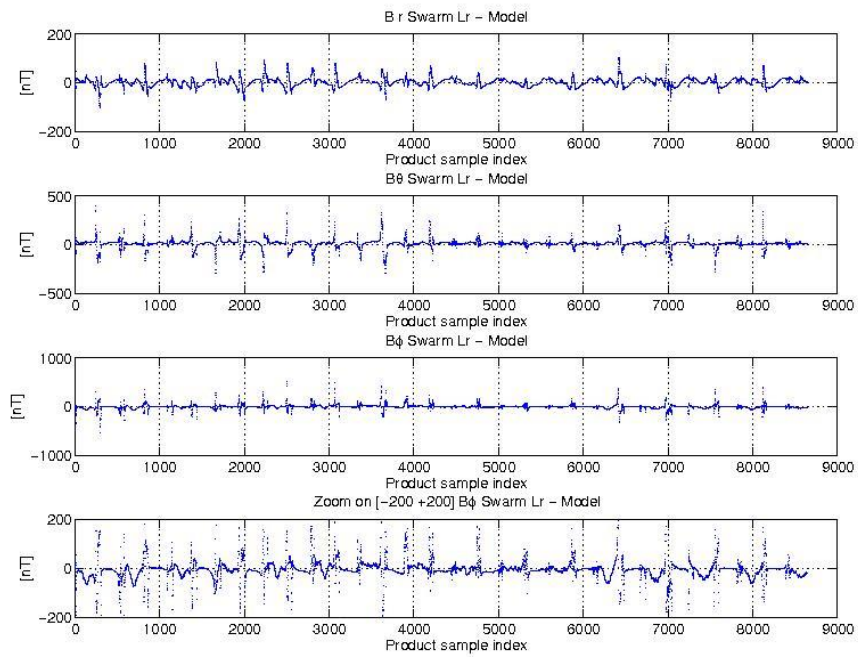 B r Swarm Lr − Model
200
0
−200
[nT]
0 1000 2000 3000 4000 5000 6000 7000 8000 9000
Product sample index
Bθ Swarm Lr − Model
500
0
−500
[nT]
0 1000 2000 3000 4000 5000 6000 7000 8000 9000
Product sample index
Bϕ Swarm Lr − Model
1000
0
−1000
[nT]
0 1000 2000 3000 4000 5000 6000 7000 8000 9000
Product sample index
Zoom on [−200 +200] Bϕ Swarm Lr − Model
200
0
−200
[nT]
0 1000 2000 3000 4000 5000 6000 7000 8000 9000
Product sample index